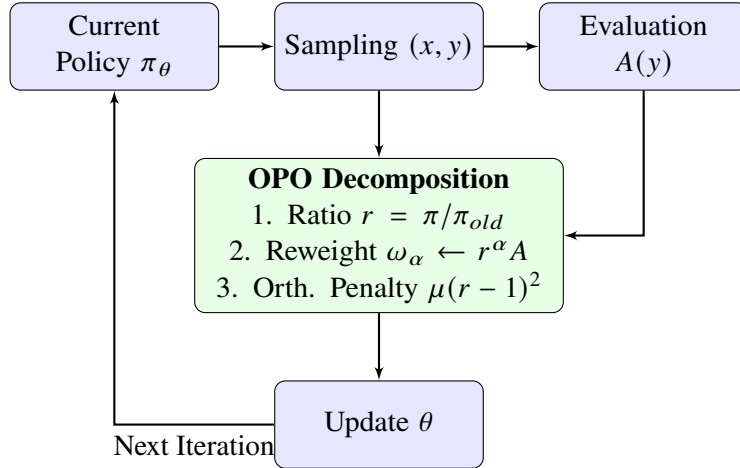 Current
Policy π_θ
Sampling (x, y)
Evaluation
A(y)
OPO Decomposition
1. Ratio r = π/π_old
2. Reweight ω_α ← r^α A
3. Orth. Penalty μ(r − 1)²
Update θ
Next Iteration